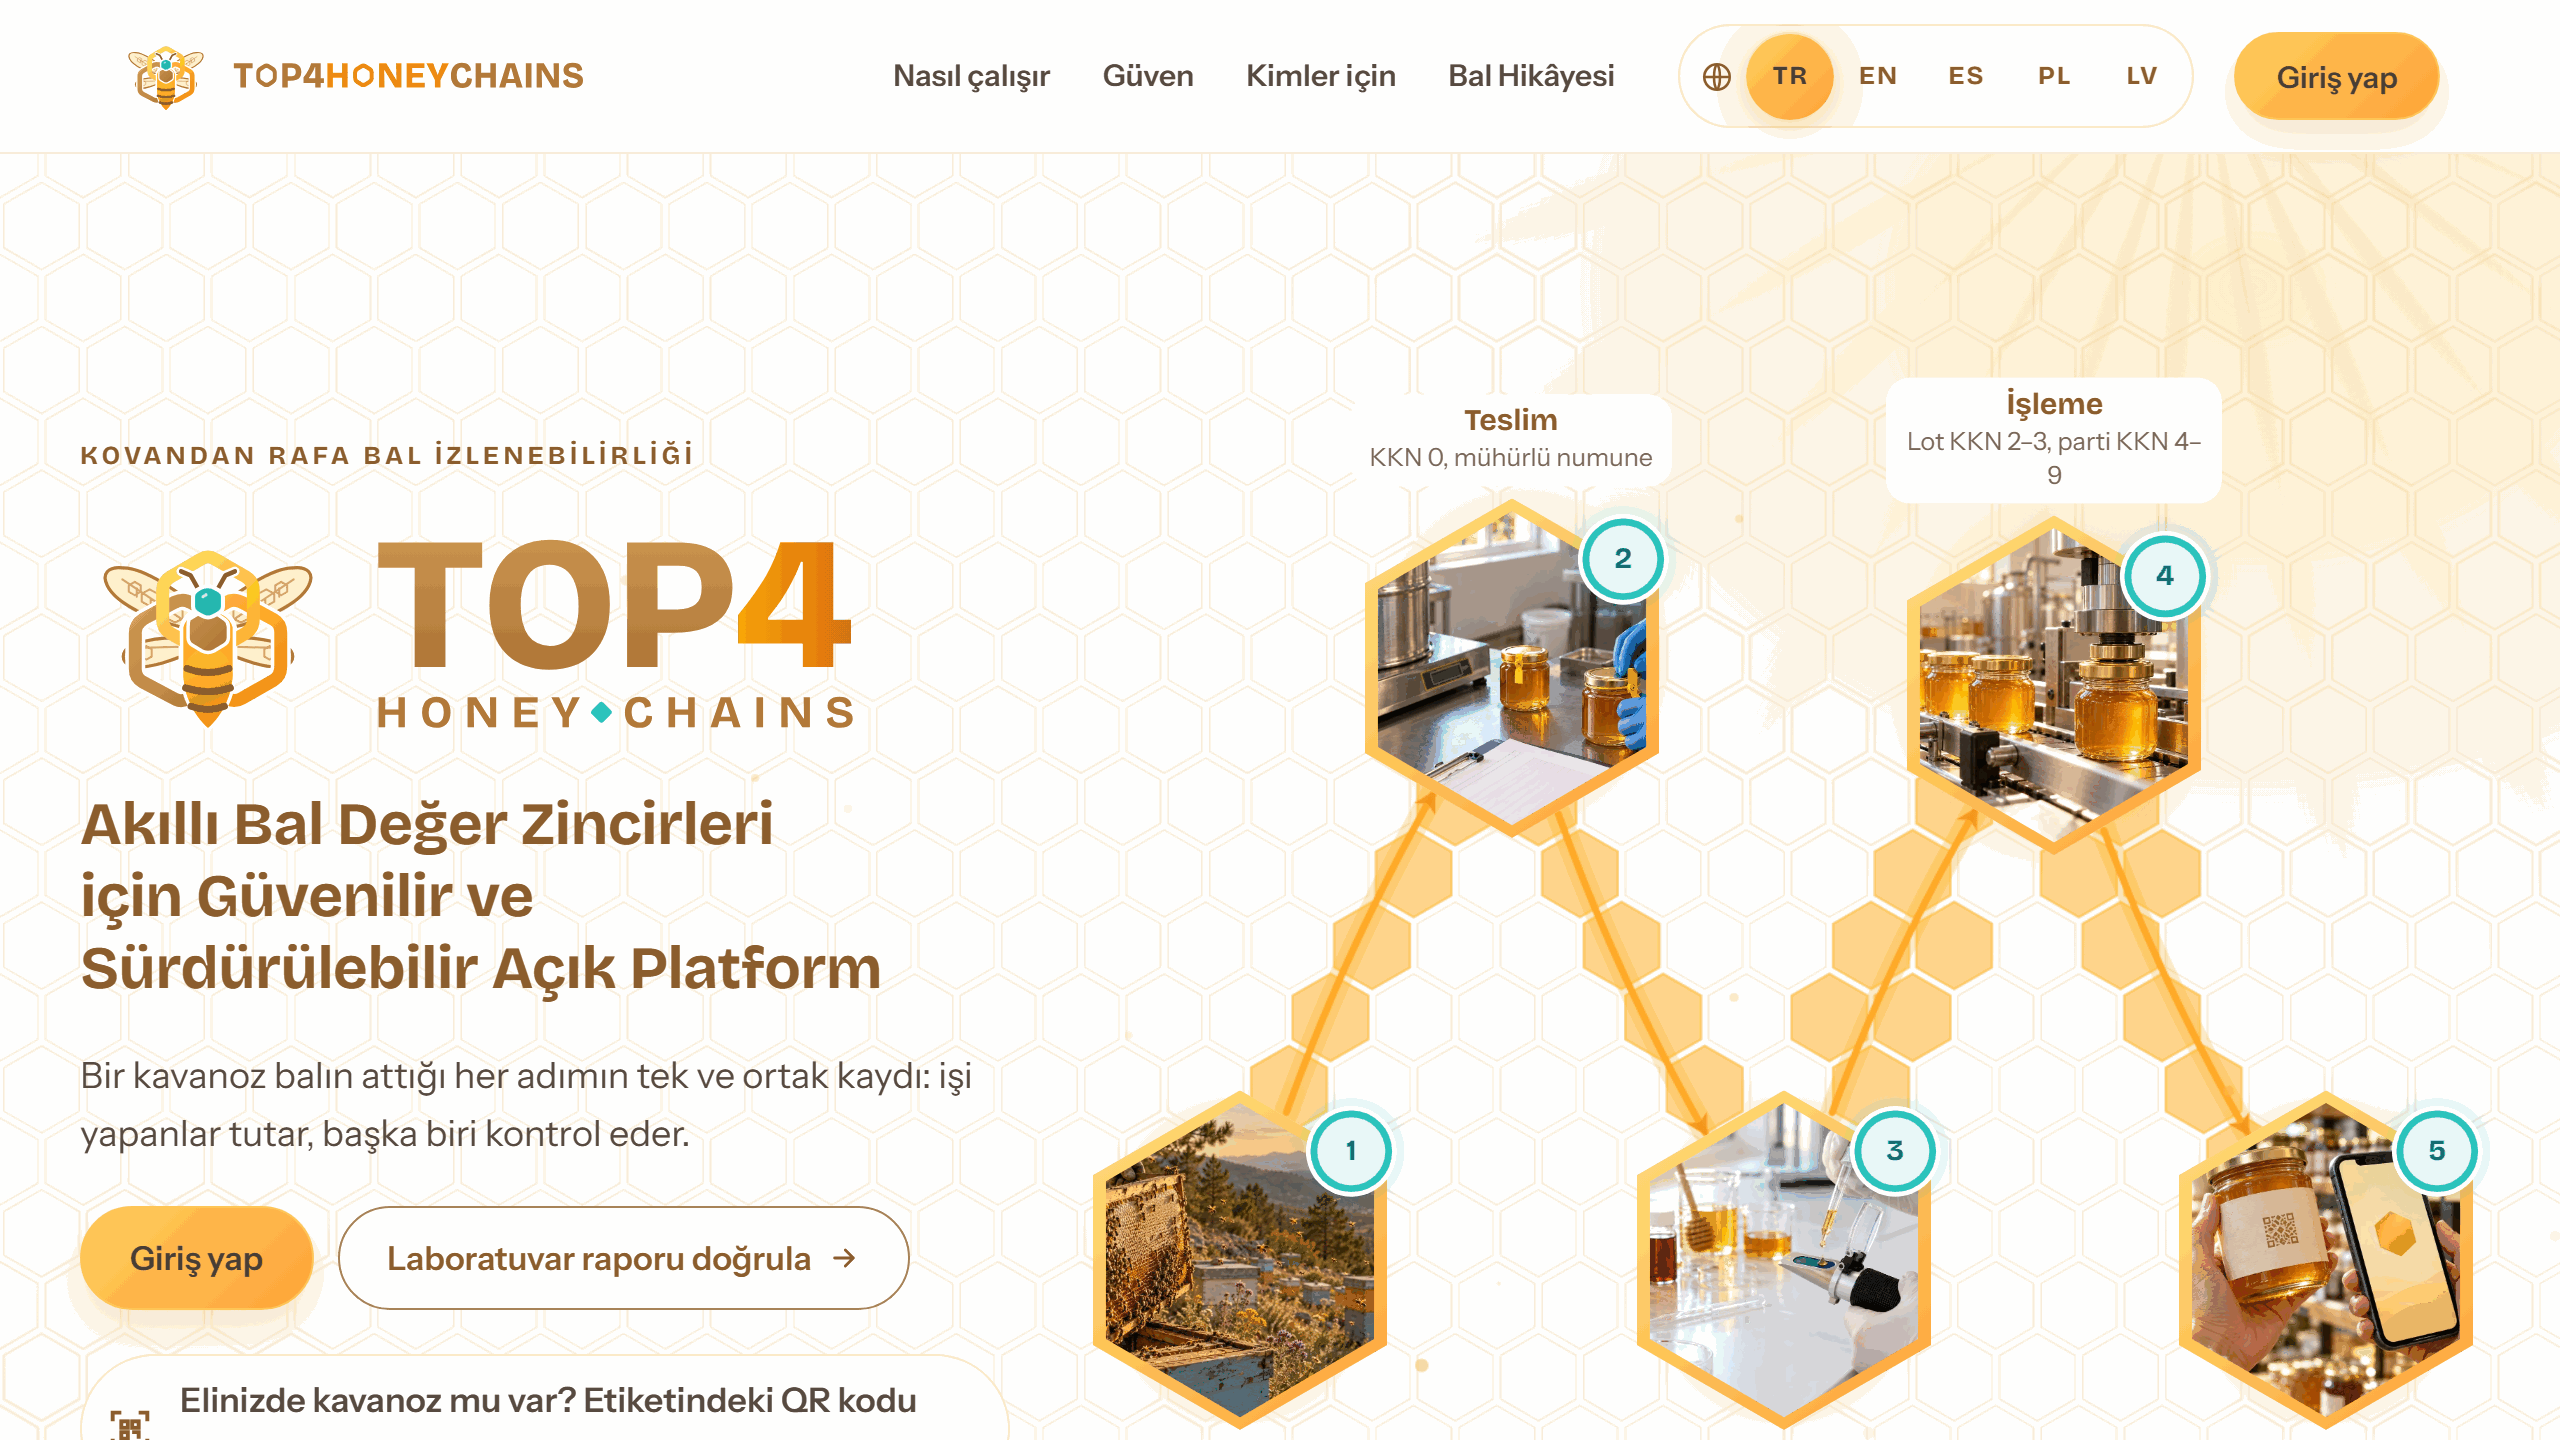 TOP4HONEYCHAINS
Nasıl çalışır
Güven
Kimler için
Bal Hikâyesi
TR
EN
ES
PL
LV
Giriş yap
KOVANDAN RAFA BAL İZLENEBİLİRLİĞİ
TOP4
HONEY CHAINS
Akıllı Bal Değer Zincirleri
için Güvenilir ve
Sürdürülebilir Açık Platform
Bir kavanoz balın attığı her adımın tek ve ortak kaydı: işi
yapanlar tutar, başka biri kontrol eder.
Giriş yap
Laboratuvar raporu doğrula →
Elinizde kavanoz mu var? Etiketindeki QR kodu
Teslim
KKN 0, mühürlü numune
2
İşleme
Lot KKN 2–3, parti KKN 4–
9
4
1
3
5